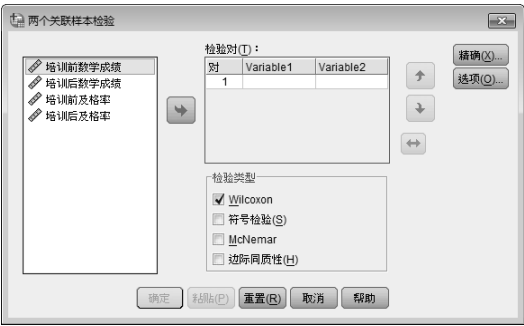 两个关联样本检验
培训前数学成绩
培训后数学成绩
培训前及格率
培训后及格率
检验对(T)：
对 Variable1 Variable2
1
精确(X)...
选项(O)...
检验类型
Wilcoxon
符号检验(S)
McNemar
边际同质性(H)
确定 粘贴(P) 重置(R) 取消 帮助